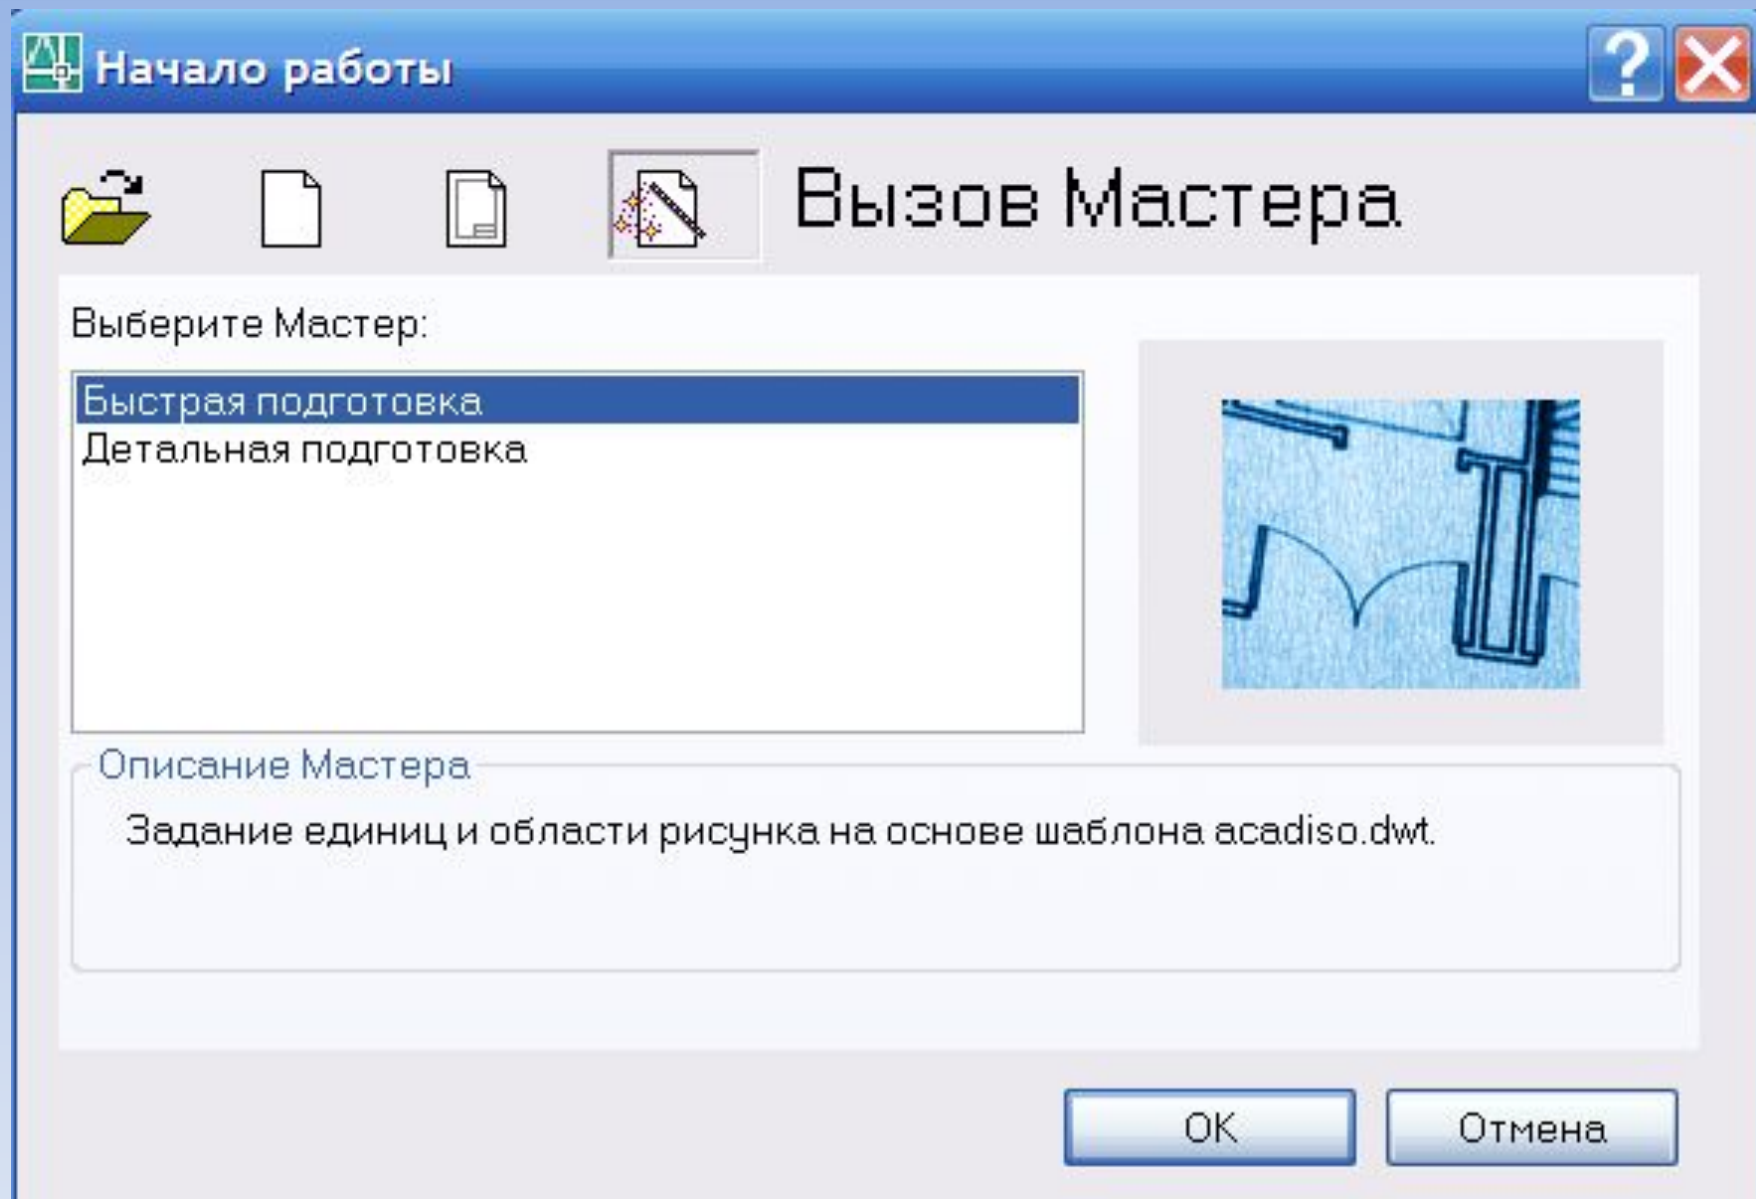 Начало работы
Вызов Мастера
Выберите Мастер:
Быстрая подготовка
Детальная подготовка
Описание Мастера
Задание единиц и области рисунка на основе шаблона acadiso.dwt.
OK
Отмена